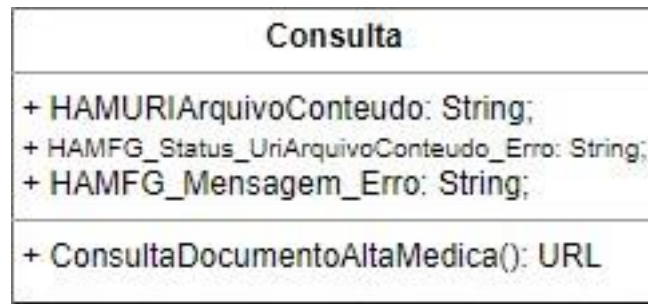 Consulta
+ HAMURIArquivoConteudo: String;
+ HAMFG_Status_UriArquivoConteudo_Erro: String;
+ HAMFG_Mensagem_Erro: String;
+ ConsultaDocumentoAltaMedica(): URL